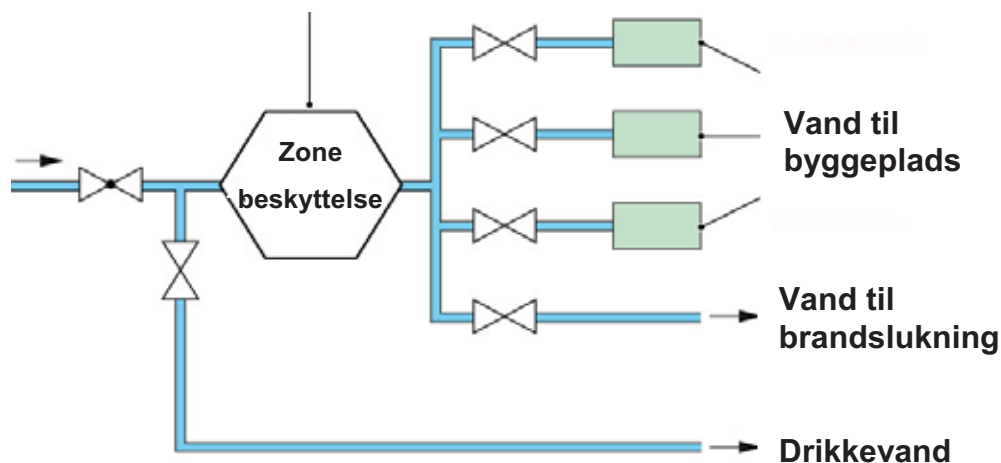 Zone
beskyttelse
Vand til
byggeplads
Vand til
brandslukning
Drikkevand